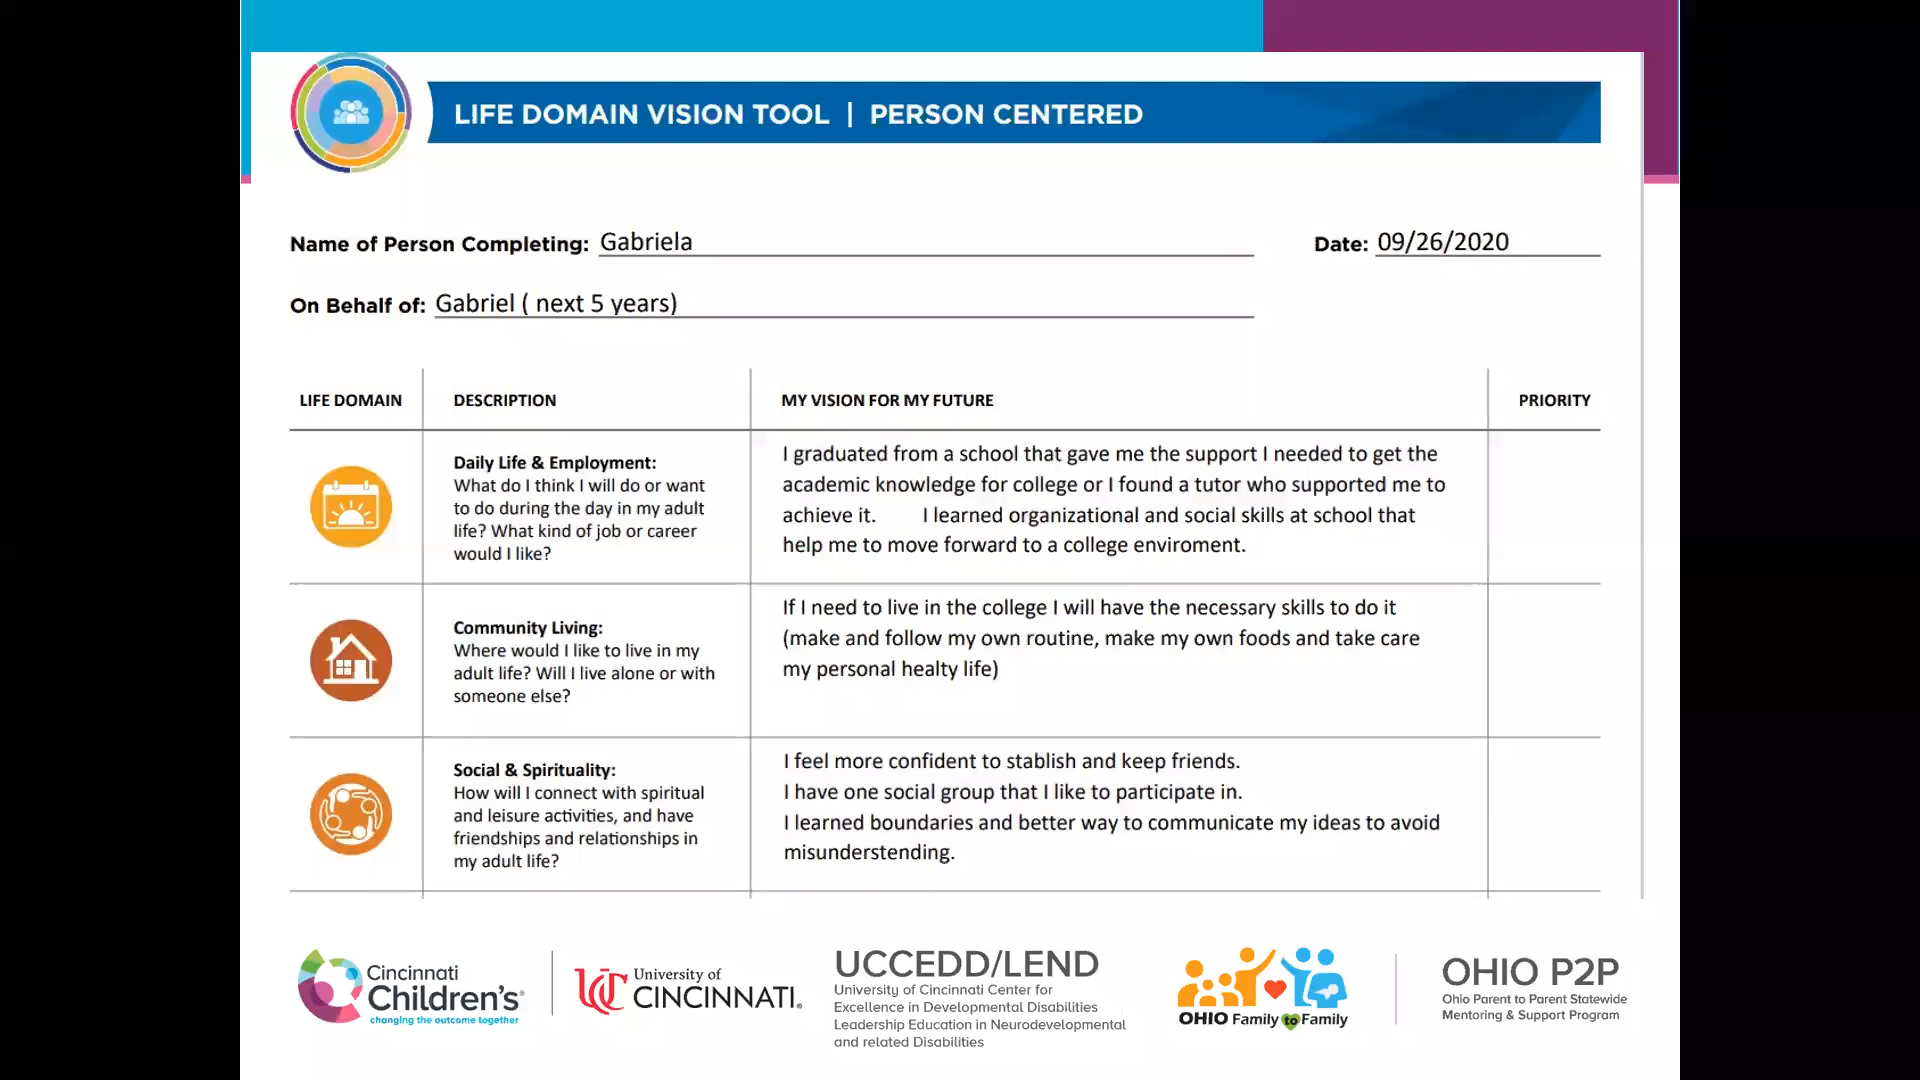 LIFE DOMAIN VISION TOOL | PERSON CENTERED
Name of Person Completing: Gabriela
Date: 09/26/2020
On Behalf of: Gabriel ( next 5 years)
LIFE DOMAIN
DESCRIPTION
MY VISION FOR MY FUTURE
PRIORITY
Daily Life & Employment:
What do I think I will do or want
to do during the day in my adult
life? What kind of job or career
would I like?
I graduated from a school that gave me the support I needed to get the
academic knowledge for college or I found a tutor who supported me to
achieve it. I learned organizational and social skills at school that
help me to move forward to a college enviroment.
Community Living:
Where would I like to live in my
adult life? Will I live alone or with
someone else?
If I need to live in the college I will have the necessary skills to do it
(make and follow my own routine, make my own foods and take care
my personal healty life)
Social & Spirituality:
How will I connect with spiritual
and leisure activities, and have
friendships and relationships in
my adult life?
I feel more confident to stablish and keep friends.
I have one social group that I like to participate in.
I learned boundaries and better way to communicate my ideas to avoid
misunderstending.
Cincinnati
Children's®
changing the outcome together
UC
University of
CINCINNATI®
UCCEDD/LEND
University of Cincinnati Center for
Excellence in Developmental Disabilities
Leadership Education in Neurodevelopmental
and related Disabilities
OHIO Family to Family
OHIO P2P
Ohio Parent to Parent Statewide
Mentoring & Support Program